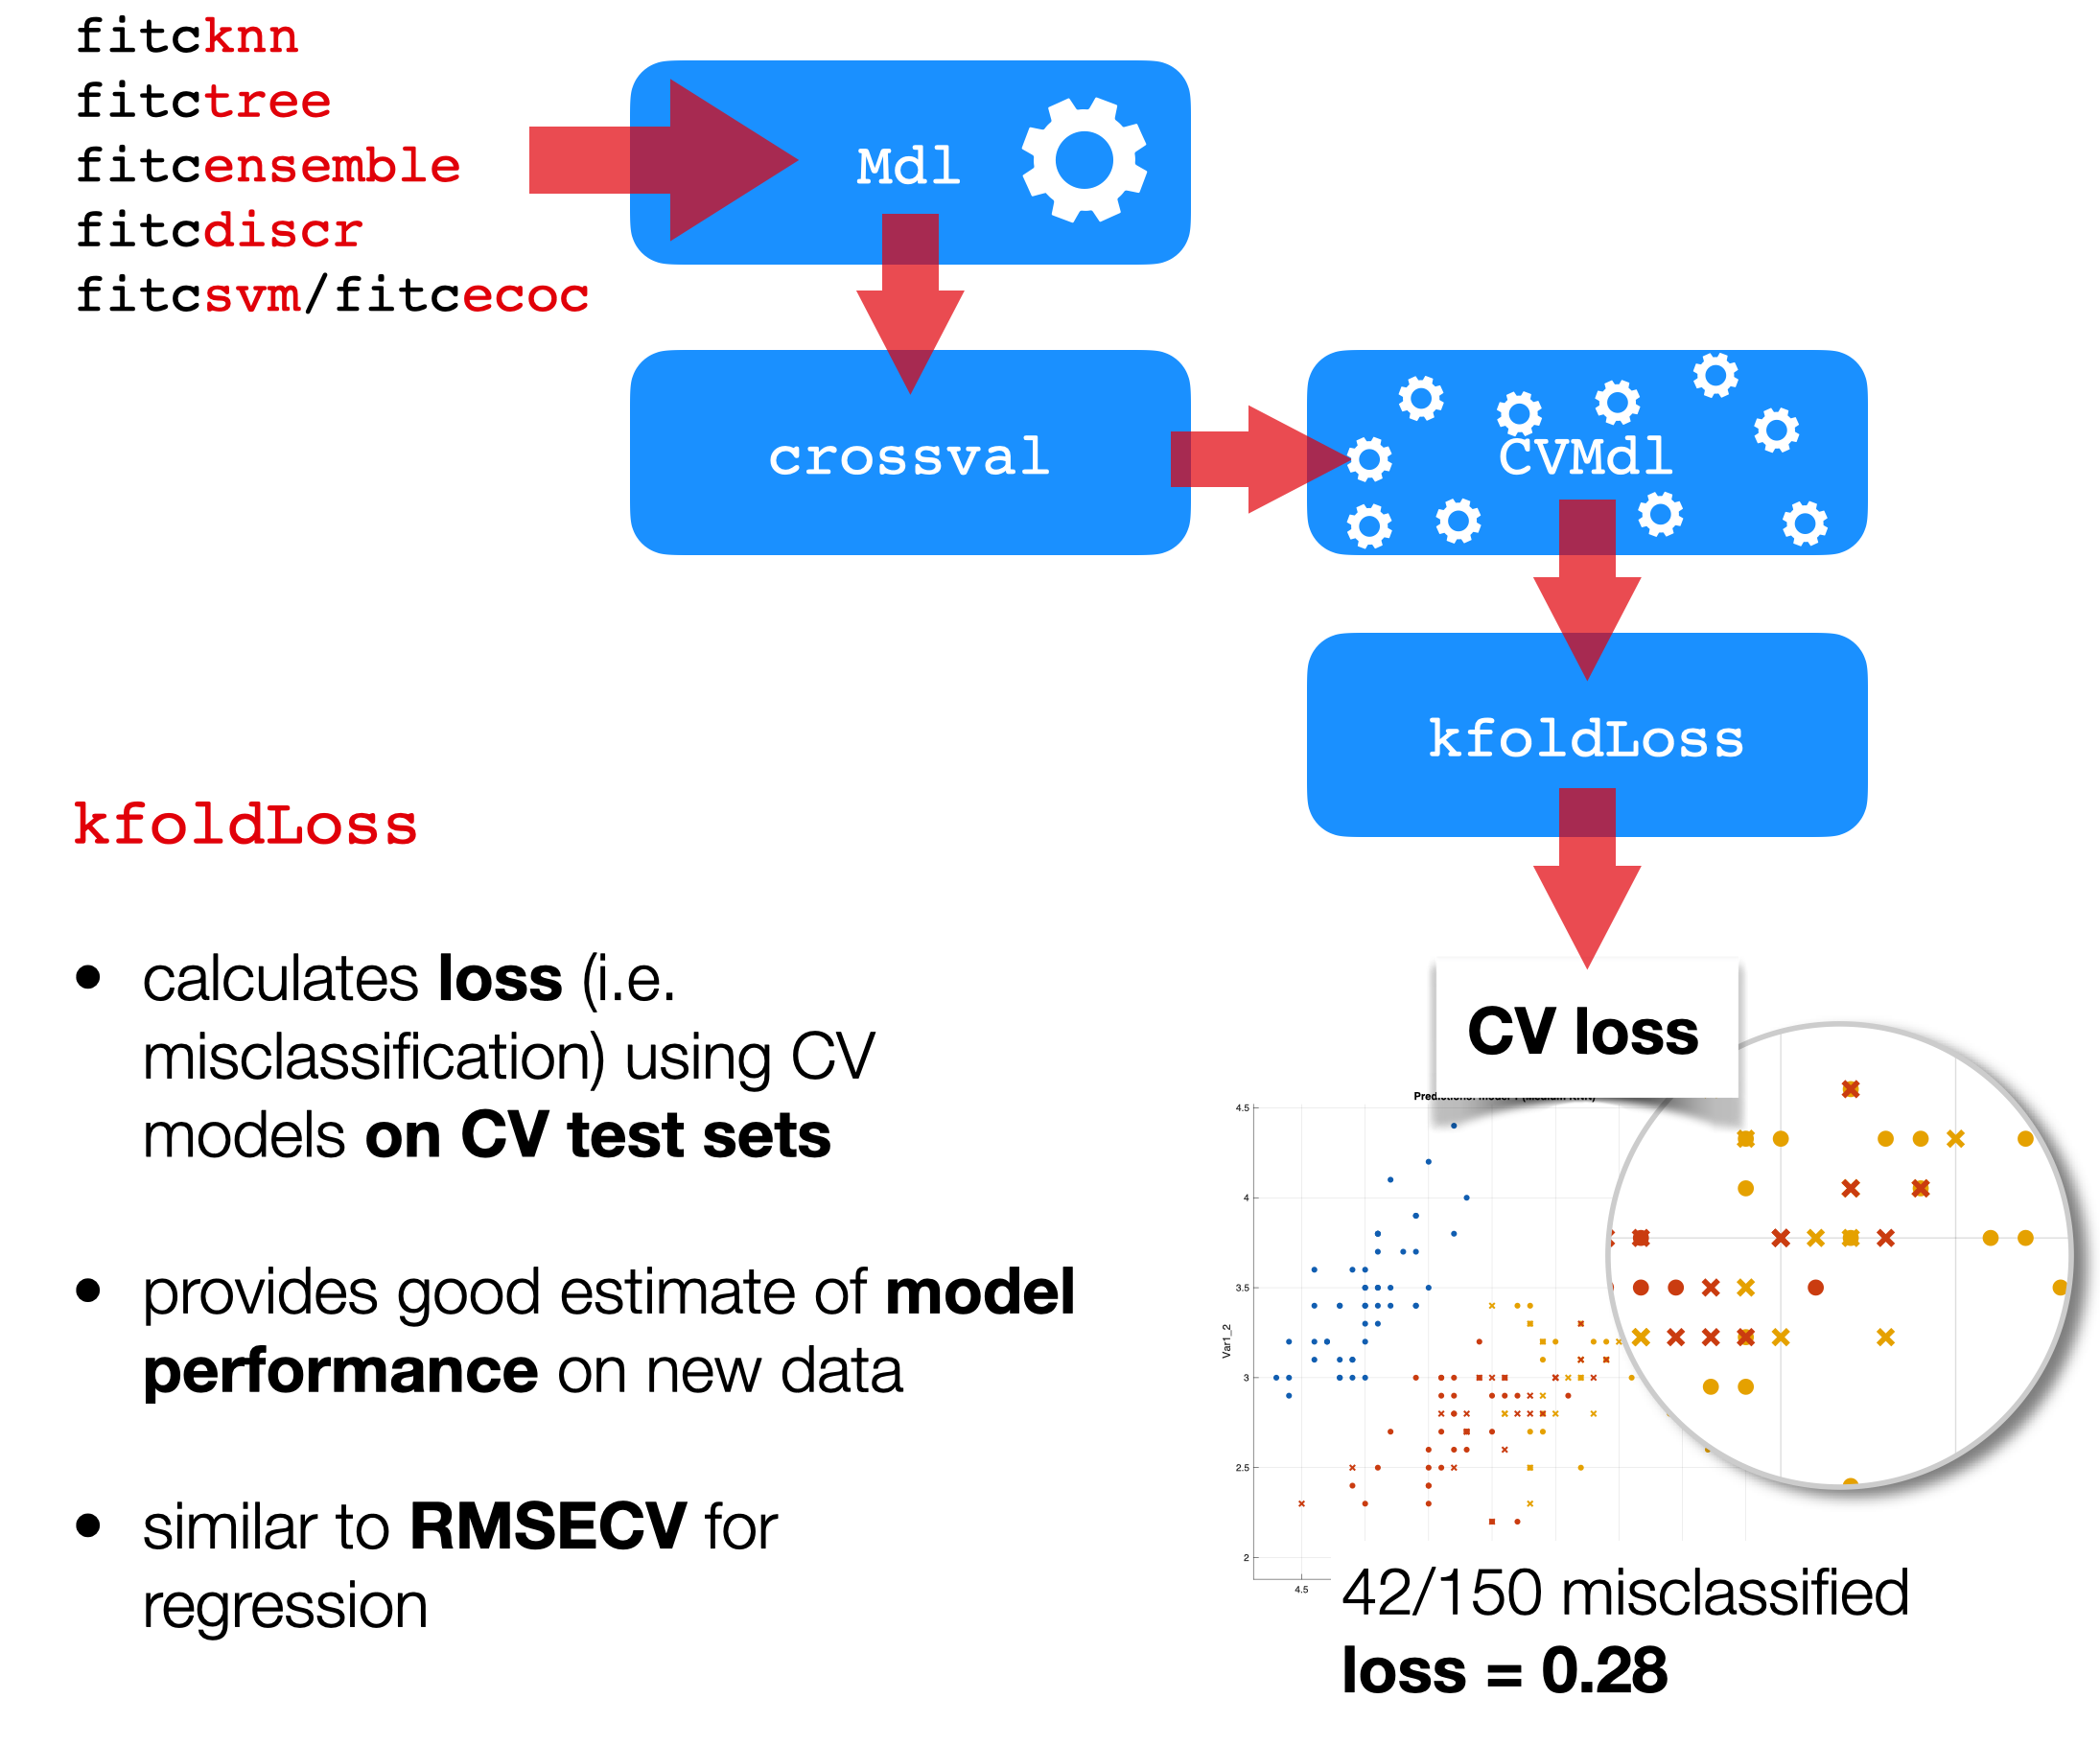 fitcknn
fitctree
fitcensemble
fitcdiscr
fitcsvm/fitcecoc
Mdl
crossval
CVMdl
kfoldLoss
kfoldLoss
• calculates loss (i.e.
misclassification) using CV
models on CV test sets
• provides good estimate of model
performance on new data
• similar to RMSECV for
regression
CV loss
4.5
4
3.5
3
2.5
2
Var1_2
4.5
42/150 misclassified
loss = 0.28